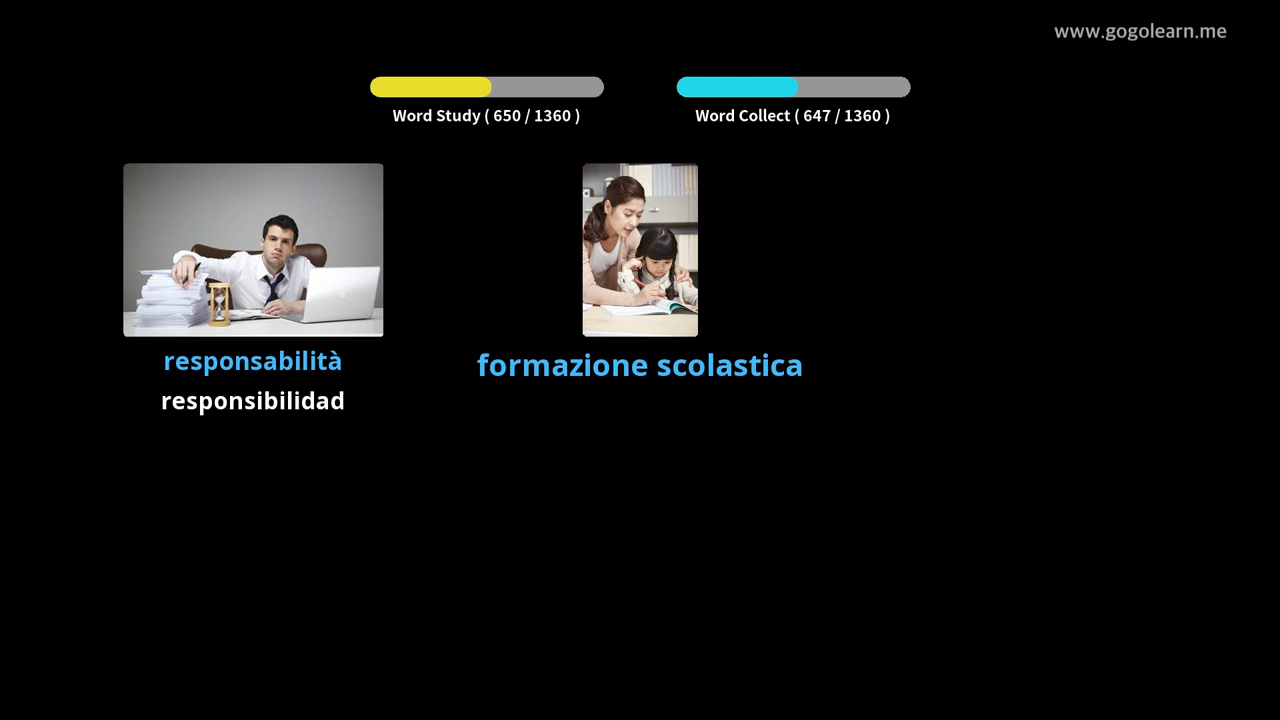 www.gogolearn.me
Word Study ( 650 / 1360 )
Word Collect ( 647 / 1360 )
responsabilità
responsibilidad
formazione scolastica